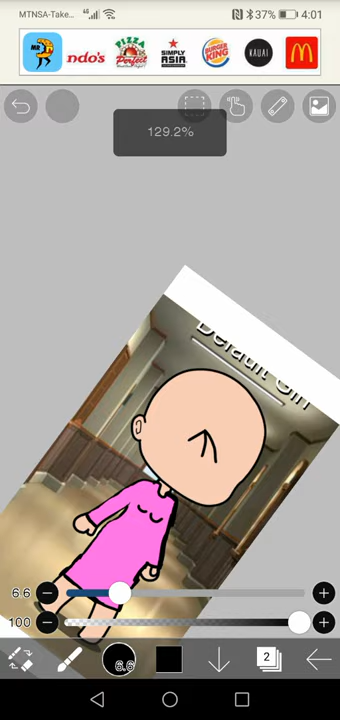 MTNSA-Take... 4G 37% 4:01
MR
ndo's
PIZZA
Perfect
SIMPLY
ASIA
BURGER
KING
KAUAI
129.2%
Default Girl
6.6
100
6.6
2